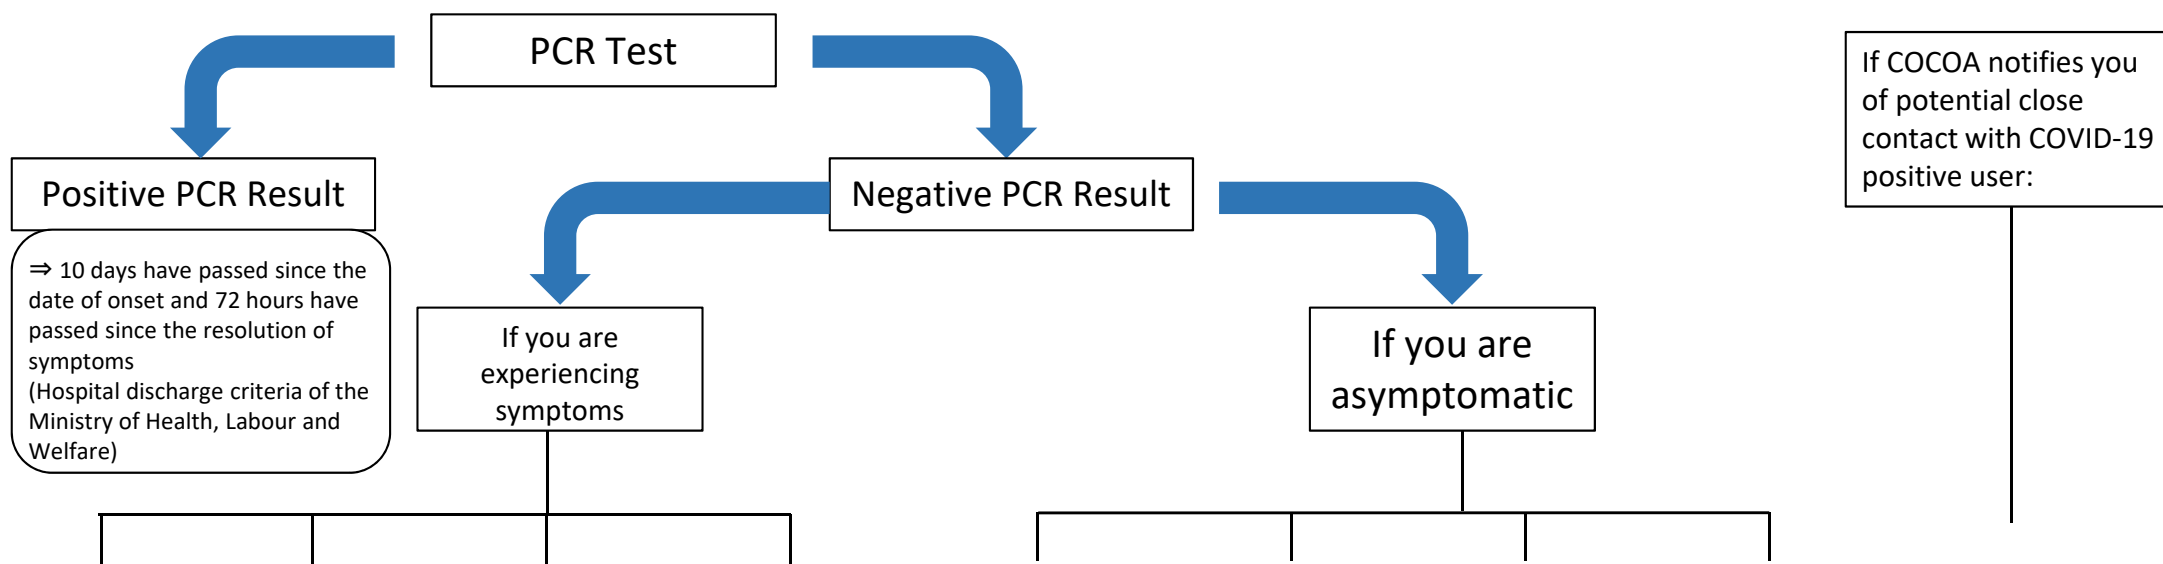 PCR Test
If COCOA notifies you
of potential close
contact with COVID-19
positive user:
Positive PCR Result
Negative PCR Result
⇒ 10 days have passed since the
date of onset and 72 hours have
passed since the resolution of
symptoms
(Hospital discharge criteria of the
Ministry of Health, Labour and
Welfare)
If you are
experiencing
symptoms
If you are
asymptomatic